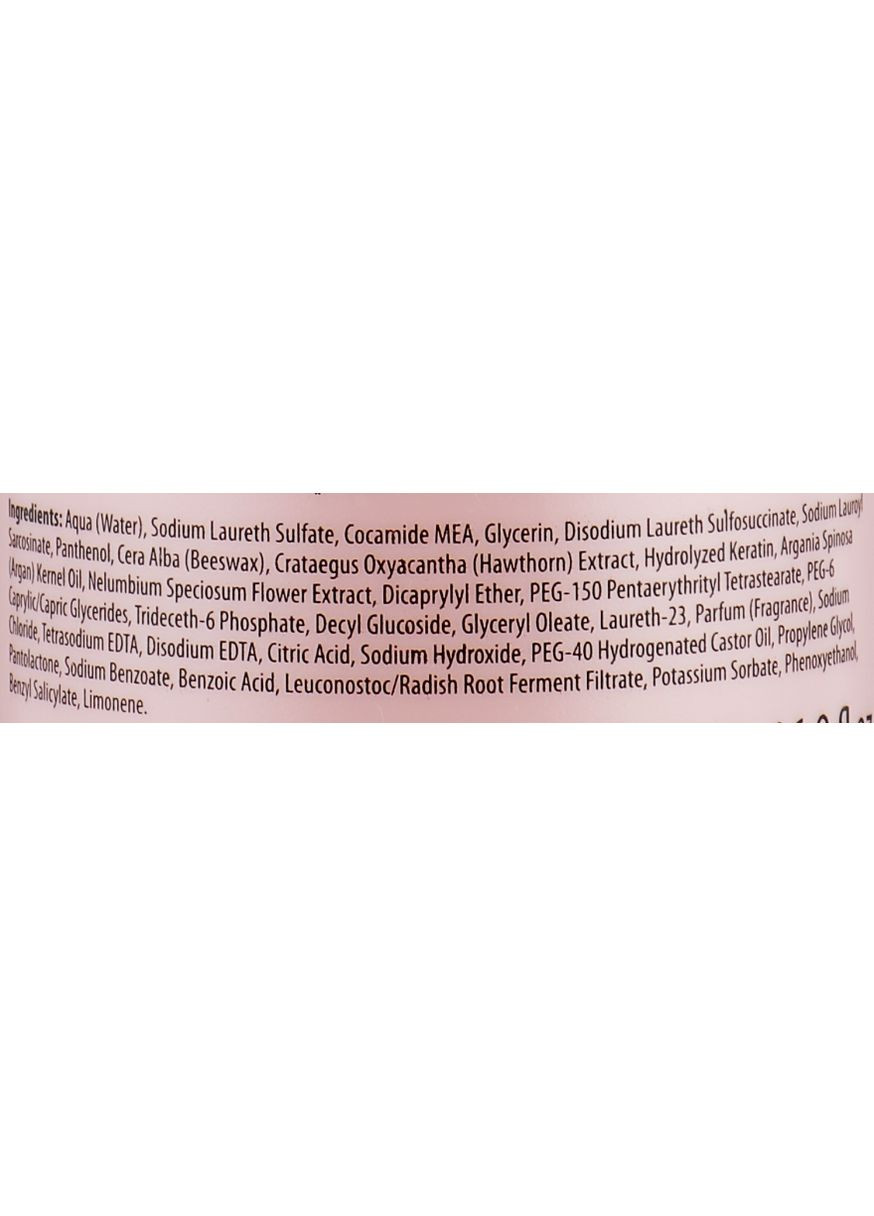 Ingredients: Aqua (Water), Sodium Laureth Sulfate, Cocamide MEA, Glycerin, Disodium Laureth Sulfosuccinate, Sodium Lauroyl
Sarcosinate, Panthenol, Cera Alba (Beeswax), Crataegus Oxyacantha (Hawthorn) Extract, Hydrolyzed Keratin, Argania Spinosa
(Argan) Kernel Oil, Nelumbium Speciosum Flower Extract, Dicaprylyl Ether, PEG-150 Pentaerythrityl Tetrastearate, PEG-6
Caprylic/Capric Glycerides, Trideceth-6 Phosphate, Decyl Glucoside, Glyceryl Oleate, Laureth-23, Parfum (Fragrance), Sodium
Chloride, Tetrasodium EDTA, Disodium EDTA, Citric Acid, Sodium Hydroxide, PEG-40 Hydrogenated Castor Oil, Propylene Glycol,
Pantolactone, Sodium Benzoate, Benzoic Acid, Leuconostoc/Radish Root Ferment Filtrate, Potassium Sorbate, Phenoxyethanol,
Benzyl Salicylate, Limonene.